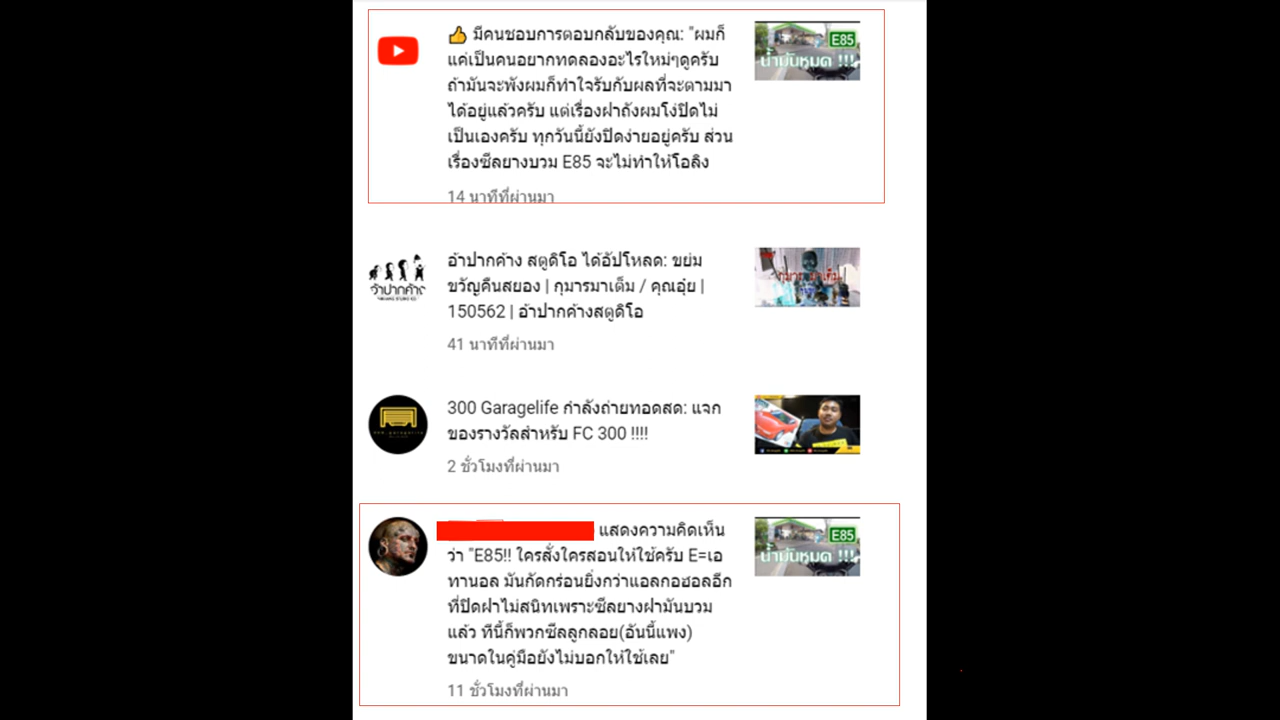 👍 มีคนชอบการตอบกลับของคุณ: "ผมก็
แค่เป็นคนอยากทดลองอะไรใหม่ๆดูครับ
ถ้ามันจะพังผมก็ทำใจรับกับผลที่จะตามมา
ได้อยู่แล้วครับ แต่เรื่องฝาถังผมโง่ปิดไม่
เป็นเองครับ ทุกวันนี้ยังปิดง่ายอยู่ครับ ส่วน
เรื่องซีลยางบวม E85 จะไม่ทำให้โอลิง
14 นาทีที่ผ่านมา
E85
น้ำมันหมด !!!
อ้าปากค้าง สตูดิโอ ได้อัปโหลด: ขย่ม
ขวัญคืนสยอง | กุมารมาเต็ม / คุณอุ๋ย |
150562 | อ้าปากค้างสตูดิโอ
41 นาทีที่ผ่านมา
กุมารมาเต็ม
300 Garagelife กำลังถ่ายทอดสด: แจก
ของรางวัลสำหรับ FC 300 !!!!
2 ชั่วโมงที่ผ่านมา
แสดงความคิดเห็น
ว่า "E85!! ใครสั่งใครสอนให้ใช้ครับ E=เอ
ทานอล มันกัดกร่อนยิ่งกว่าแอลกอฮอลอีก
ที่ปิดฝาไม่สนิทเพราะซีลยางฝามันบวม
แล้ว ทีนี้ก็พวกซีลลูกลอย(อันนี้แพง)
ขนาดในคู่มือยังไม่บอกให้ใช้เลย"
11 ชั่วโมงที่ผ่านมา
E85
น้ำมันหมด !!!